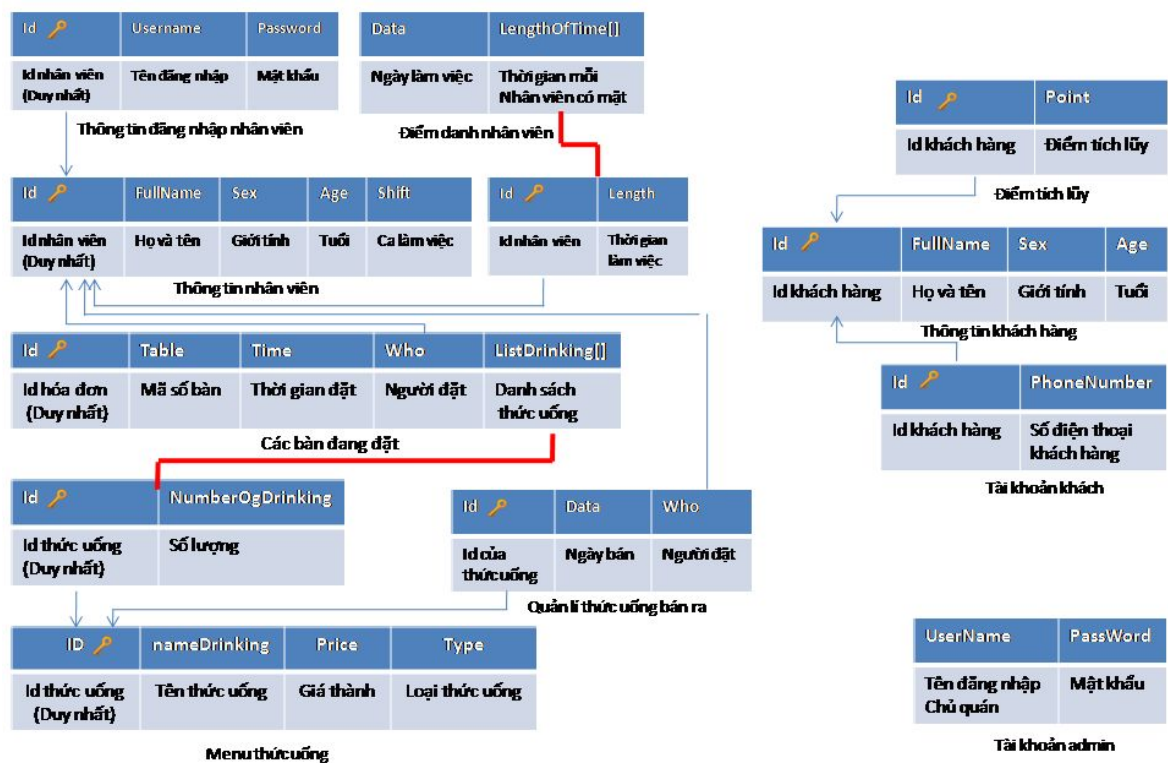 Id Username Password
Id nhân viên Tên đăng nhập Mật khẩu
(Duy nhất)
Thông tin đăng nhập nhân viên
Data LengthOfTime[]
Ngày làm việc Thời gian mỗi
Nhân viên có mặt
Điểm danh nhân viên
Id Point
Id khách hàng Điểm tích lũy
Điểm tích lũy
Id FullName Sex Age Shift
Id nhân viên Họ và tên Giới tính Tuổi Ca làm việc
(Duy nhất)
Thông tin nhân viên
Id Length
Id nhân viên Thời gian
làm việc
Id FullName Sex Age
Id khách hàng Họ và tên Giới tính Tuổi
Thông tin khách hàng
Id Table Time Who ListDrinking[]
Id hóa đơn Mã số bàn Thời gian đặt Người đặt Danh sách
(Duy nhất) thức uống
Các bàn đang đặt
Id PhoneNumber
Id khách hàng Số điện thoại
khách hàng
Tài khoản khách
Id NumberOgDrinking
Id thức uống Số lượng
(Duy nhất)
Id Data Who
Id của Ngày bán Người đặt
thức uống
Quản lí thức uống bán ra
ID nameDrinking Price Type
Id thức uống Tên thức uống Giá thành Loại thức uống
(Duy nhất)
Menu thức uống
UserName PassWord
Tên đăng nhập Mật khẩu
Chủ quán
Tài khoản admin